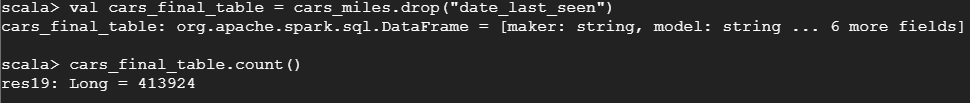 scala> val cars_final_table = cars_miles.drop("date_last_seen")
cars_final_table: org.apache.spark.sql.DataFrame = [maker: string, model: string ... 6 more fields]
scala> cars_final_table.count()
res19: Long = 413924